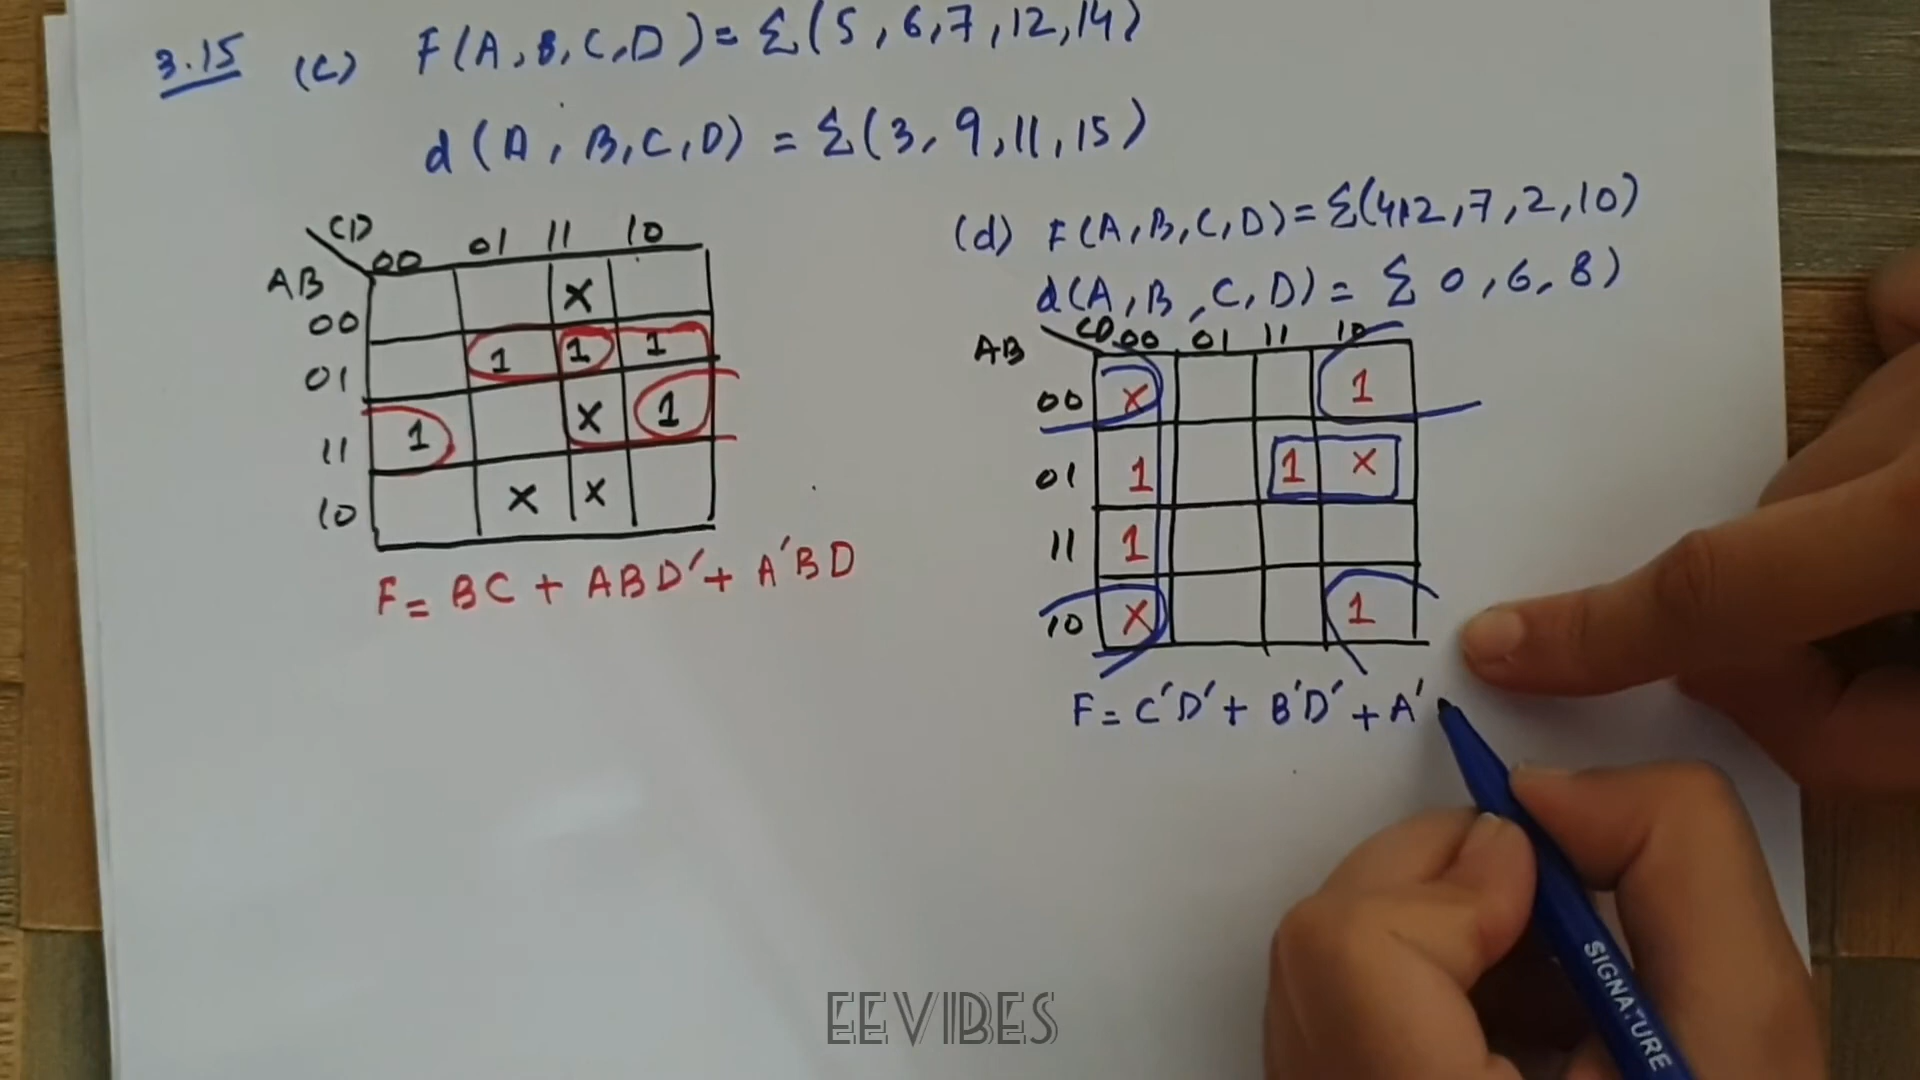 3.15 (c) F(A,B,C,D)= Σ(5,6,7,12,14)
d(A,B,C,D) = Σ(3,9,11,15)
CD
00 01 11 10
AB
00 X
01 1 1 1
11 1 X 1
10 X X
F= BC + ABD' + A'BD
(d) F(A,B,C,D)= Σ(4,12,7,2,10)
d(A,B,C,D) = Σ 0,6,8)
CD 00 01 11 10
AB
00 X 1
01 1 1 X
11 1
10 X 1
F= C'D' + B'D' + A'
SIGNATURE
EEVIBES